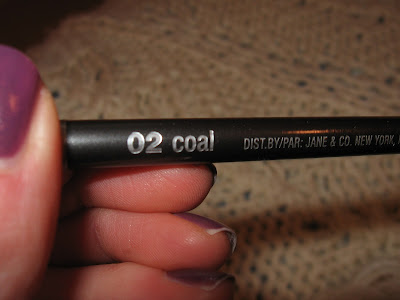 02 coal DIST.BY/PAR: JANE & CO. NEW YORK,